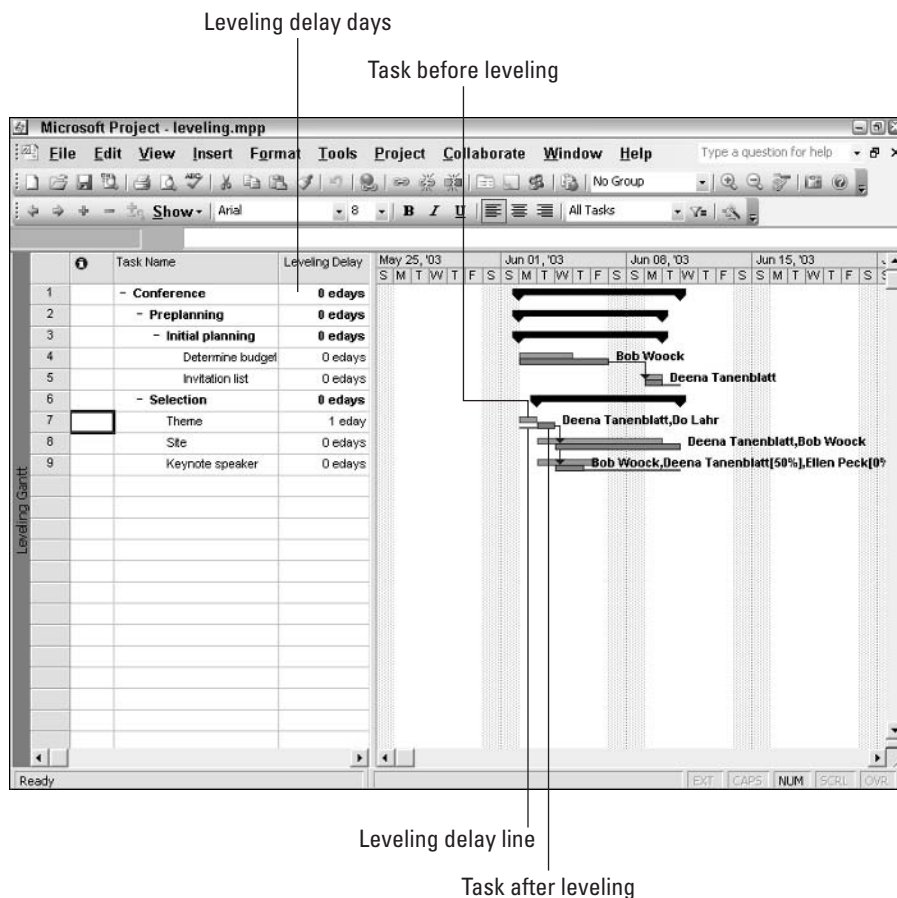 Leveling delay days
Task before leveling
Microsoft Project - leveling.mpp
File Edit View Insert Format Tools Project Collaborate Window Help Type a question for help
No Group
Show Arial 8 B I U All Tasks
Task Name Leveling Delay May 25, '03 Jun 01, '03 Jun 08, '03 Jun 15, '03
S M T W T F S S M T W T F S S M T W T F S S M T W T F S S
1 - Conference 0 edays
2 - Preplanning 0 edays
3 - Initial planning 0 edays
4 Determine budget 0 edays Bob Woock
5 Invitation list 0 edays Deena Tanenblatt
6 - Selection 0 edays
7 Theme 1 eday Deena Tanenblatt,Do Lahr
8 Site 0 edays Deena Tanenblatt,Bob Woock
9 Keynote speaker 0 edays Bob Woock,Deena Tanenblatt[50%],Ellen Peck[0%
Leveling Gantt
Ready EXT CAPS NUM SCRL OVR
Leveling delay line
Task after leveling